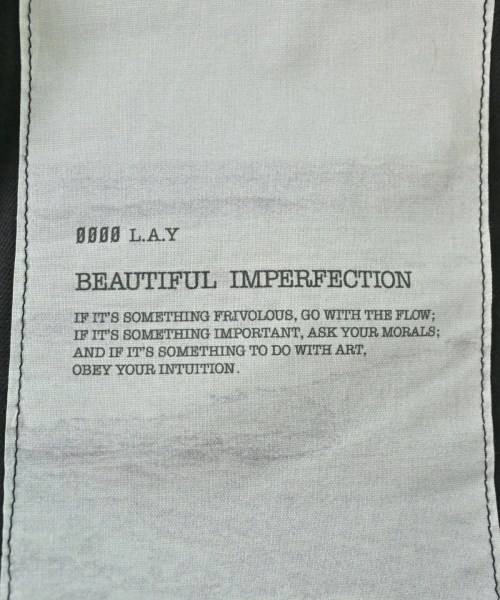 0000 L.A.Y
BEAUTIFUL IMPERFECTION
IF IT'S SOMETHING FRIVOLOUS, GO WITH THE FLOW;
IF IT'S SOMETHING IMPORTANT, ASK YOUR MORALS;
AND IF IT'S SOMETHING TO DO WITH ART,
OBEY YOUR INTUITION.